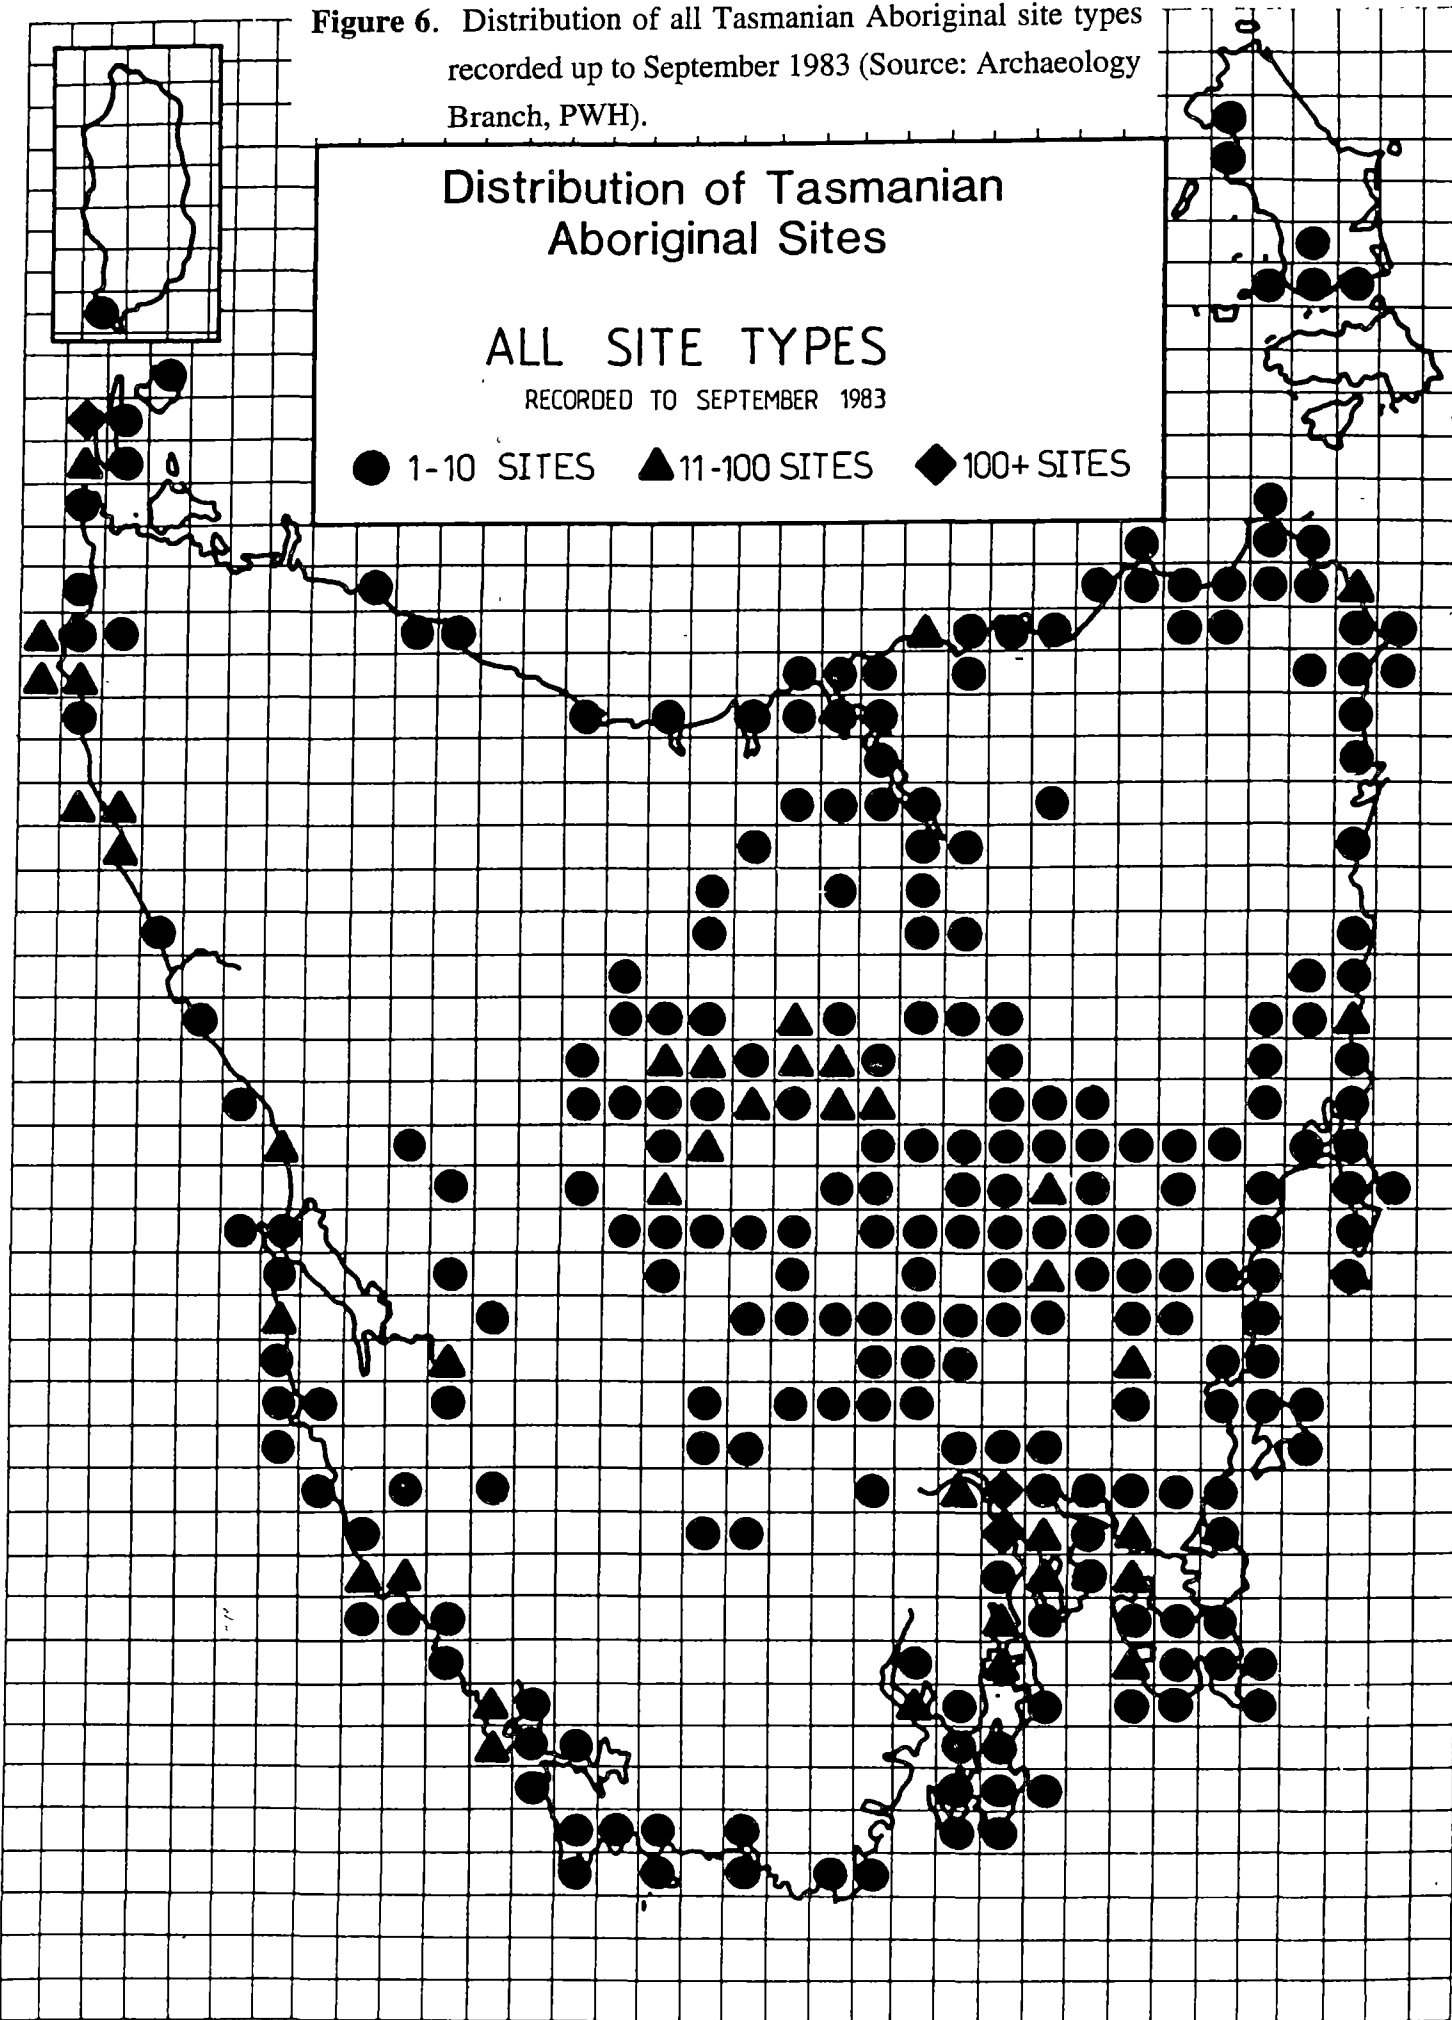 Figure 6. Distribution of all Tasmanian Aboriginal site types
recorded up to September 1983 (Source: Archaeology
Branch, PWH).
Distribution of Tasmanian
Aboriginal Sites
ALL SITE TYPES
RECORDED TO SEPTEMBER 1983
1-10 SITES 11-100 SITES 100+ SITES